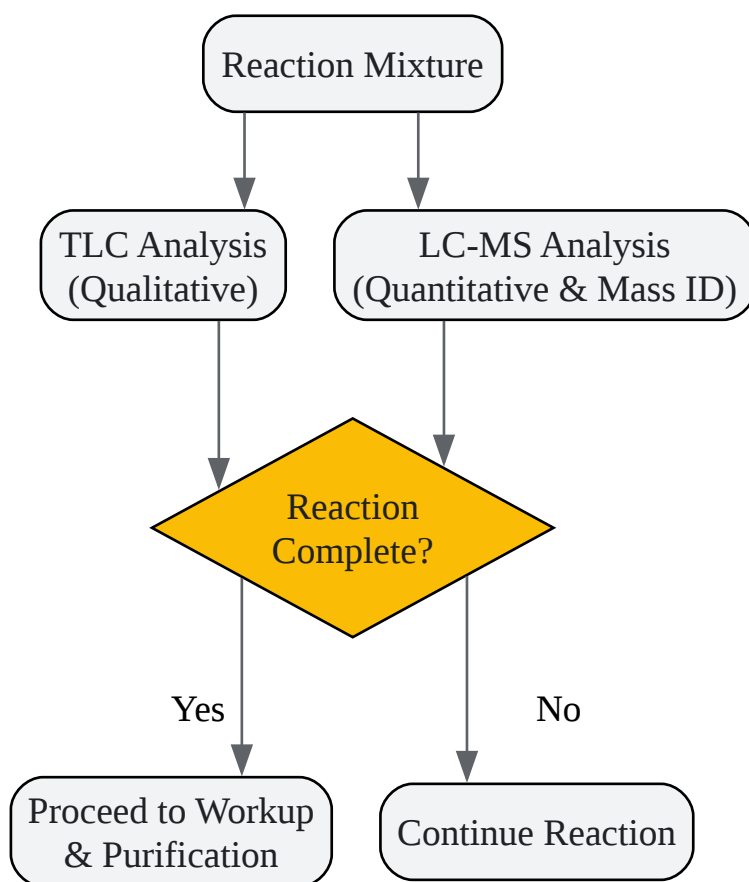 Reaction Mixture
TLC Analysis
(Qualitative)
LC-MS Analysis
(Quantitative & Mass ID)
Reaction
Complete?
Yes
No
Proceed to Workup
& Purification
Continue Reaction